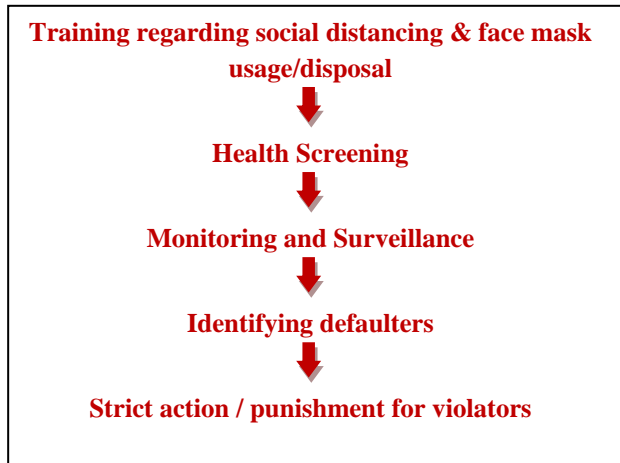 Training regarding social distancing & face mask
usage/disposal
Health Screening
Monitoring and Surveillance
Identifying defaulters
Strict action / punishment for violators